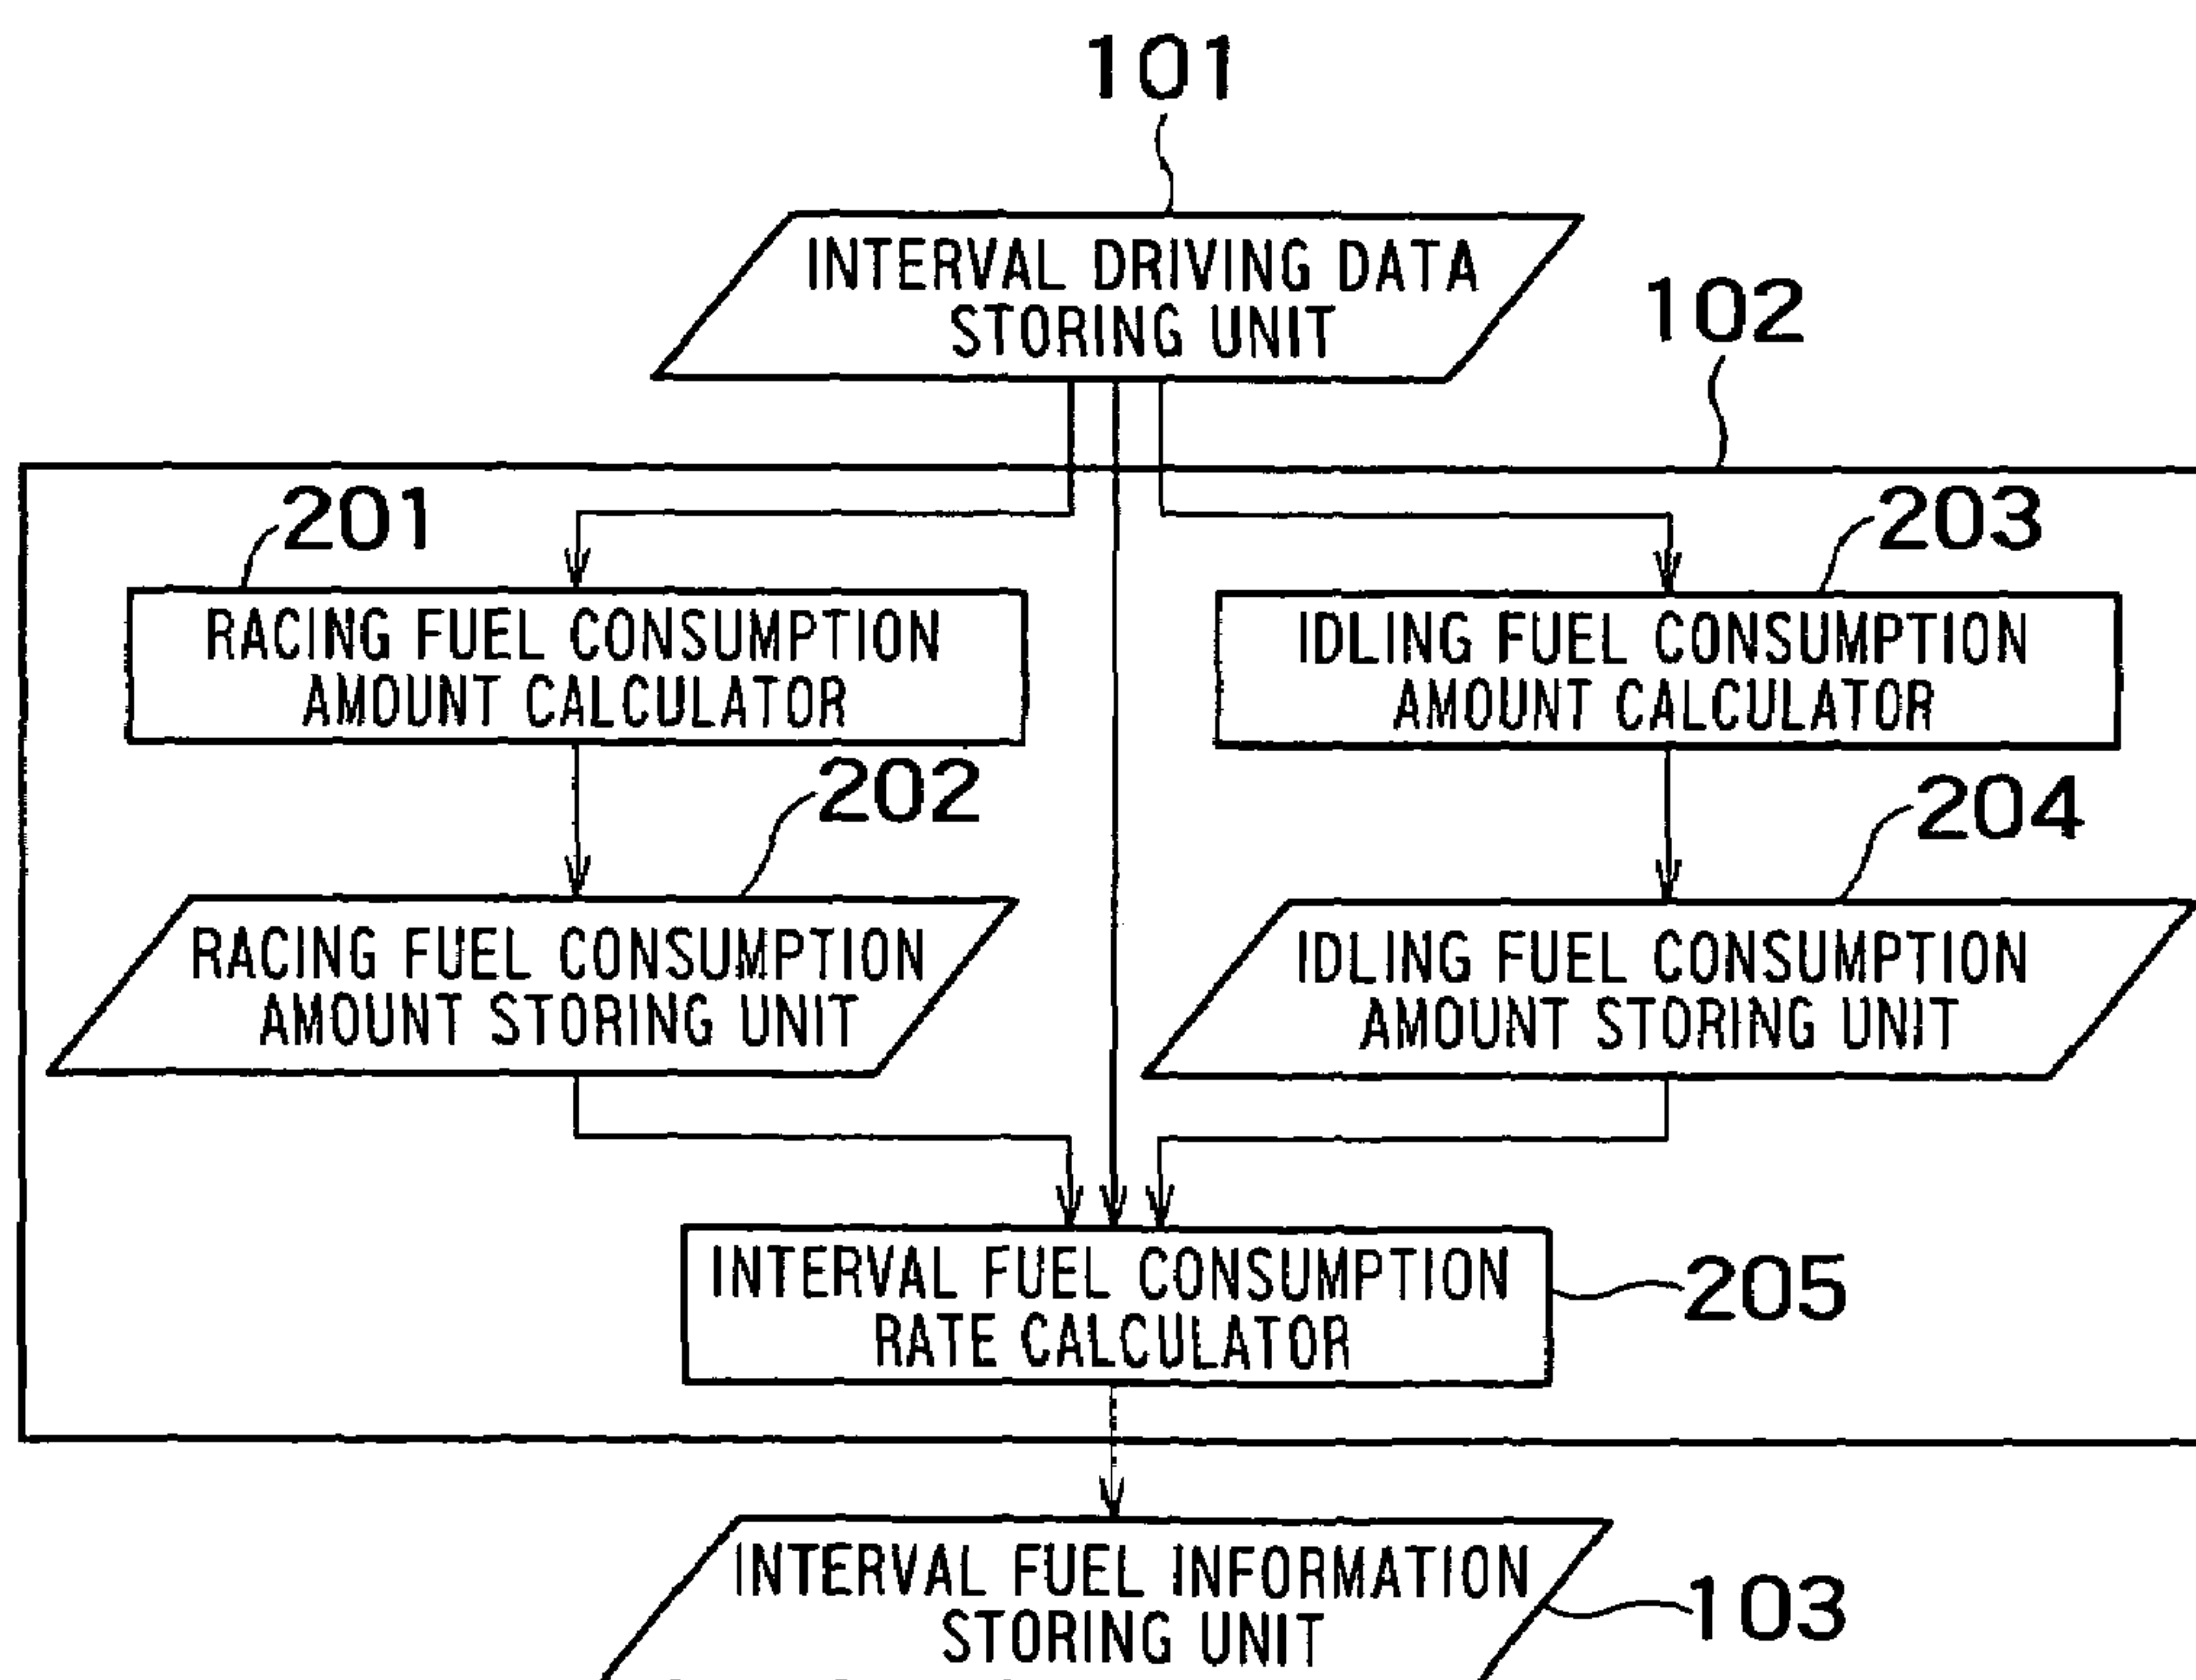 101
INTERVAL DRIVING DATA
STORING UNIT
102
201
203
RACING FUEL CONSUMPTION
AMOUNT CALCULATOR
IDLING FUEL CONSUMPTION
AMOUNT CALCULATOR
202
204
RACING FUEL CONSUMPTION
AMOUNT STORING UNIT
IDLING FUEL CONSUMPTION
AMOUNT STORING UNIT
INTERVAL FUEL CONSUMPTION
RATE CALCULATOR
205
INTERVAL FUEL INFORMATION
STORING UNIT
103